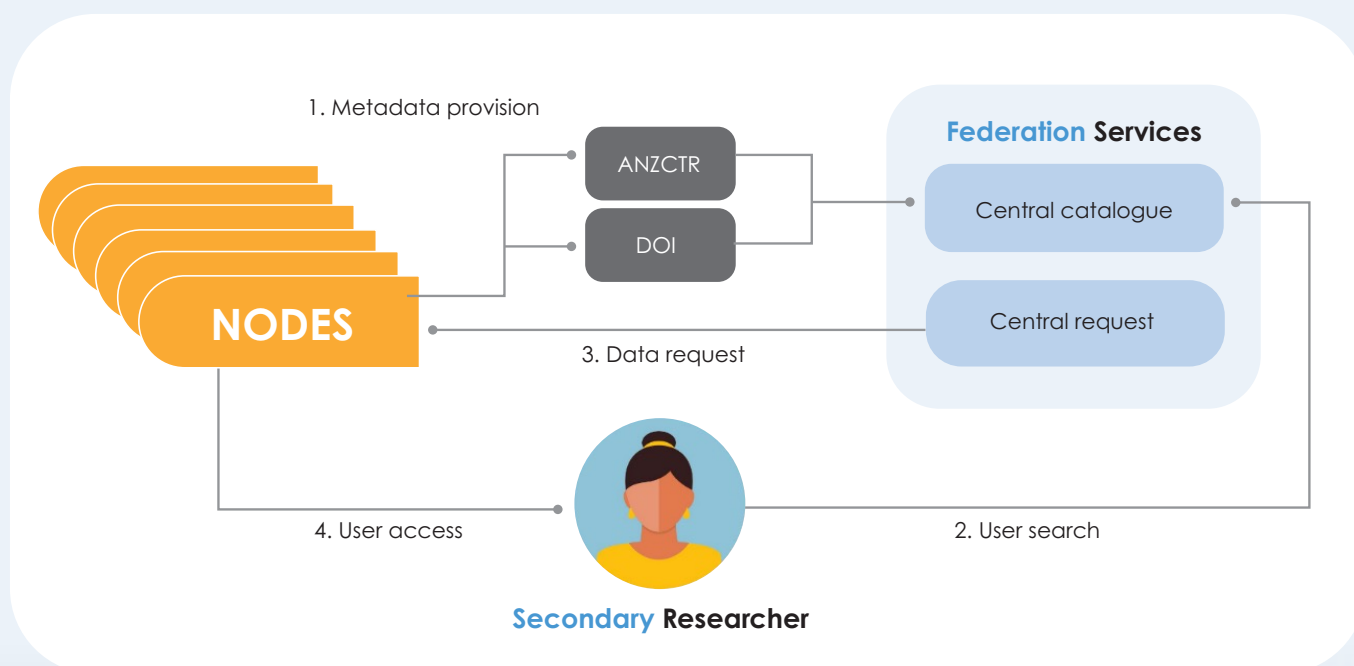 1. Metadata provision
ANZCTR
DOI
Federation Services
Central catalogue
Central request
NODES
3. Data request
4. User access
2. User search
Secondary Researcher